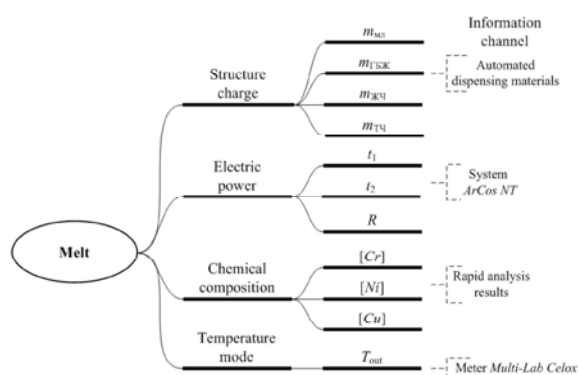 Information
channel
m_мл
Structure
charge
m_ГБЖ
Automated
dispensing materials
m_ЖЧ
m_ТЧ
Electric
power
t_1
t_2
R
System
ArCos NT
Melt
Chemical
composition
[Cr]
[Ni]
[Cu]
Rapid analysis
results
Temperature
mode
T_out
Meter Multi-Lab Celox